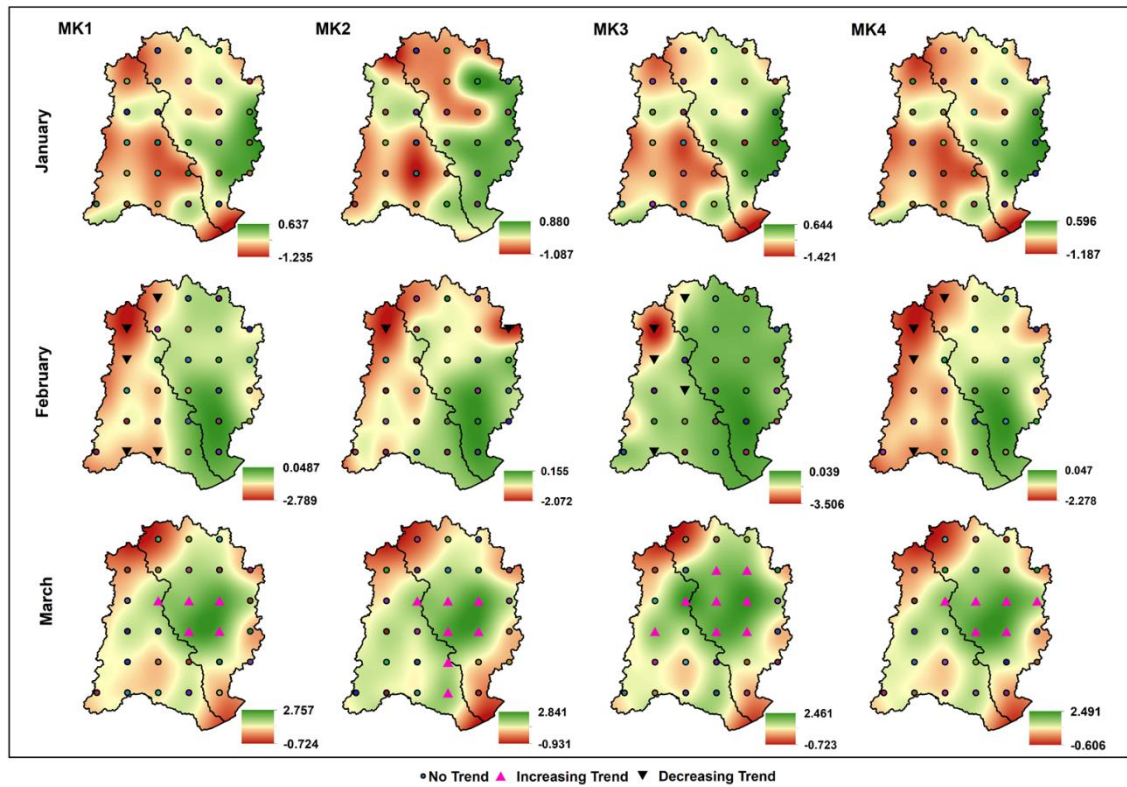 MK1 MK2 MK3 MK4
January
0.637 0.880 0.644 0.596
-1.235 -1.087 -1.421 -1.187
February
0.0487 0.155 0.039 0.047
-2.789 -2.072 -3.506 -2.278
March
2.757 2.841 2.461 2.491
-0.724 -0.931 -0.723 -0.606
No Trend Increasing Trend Decreasing Trend